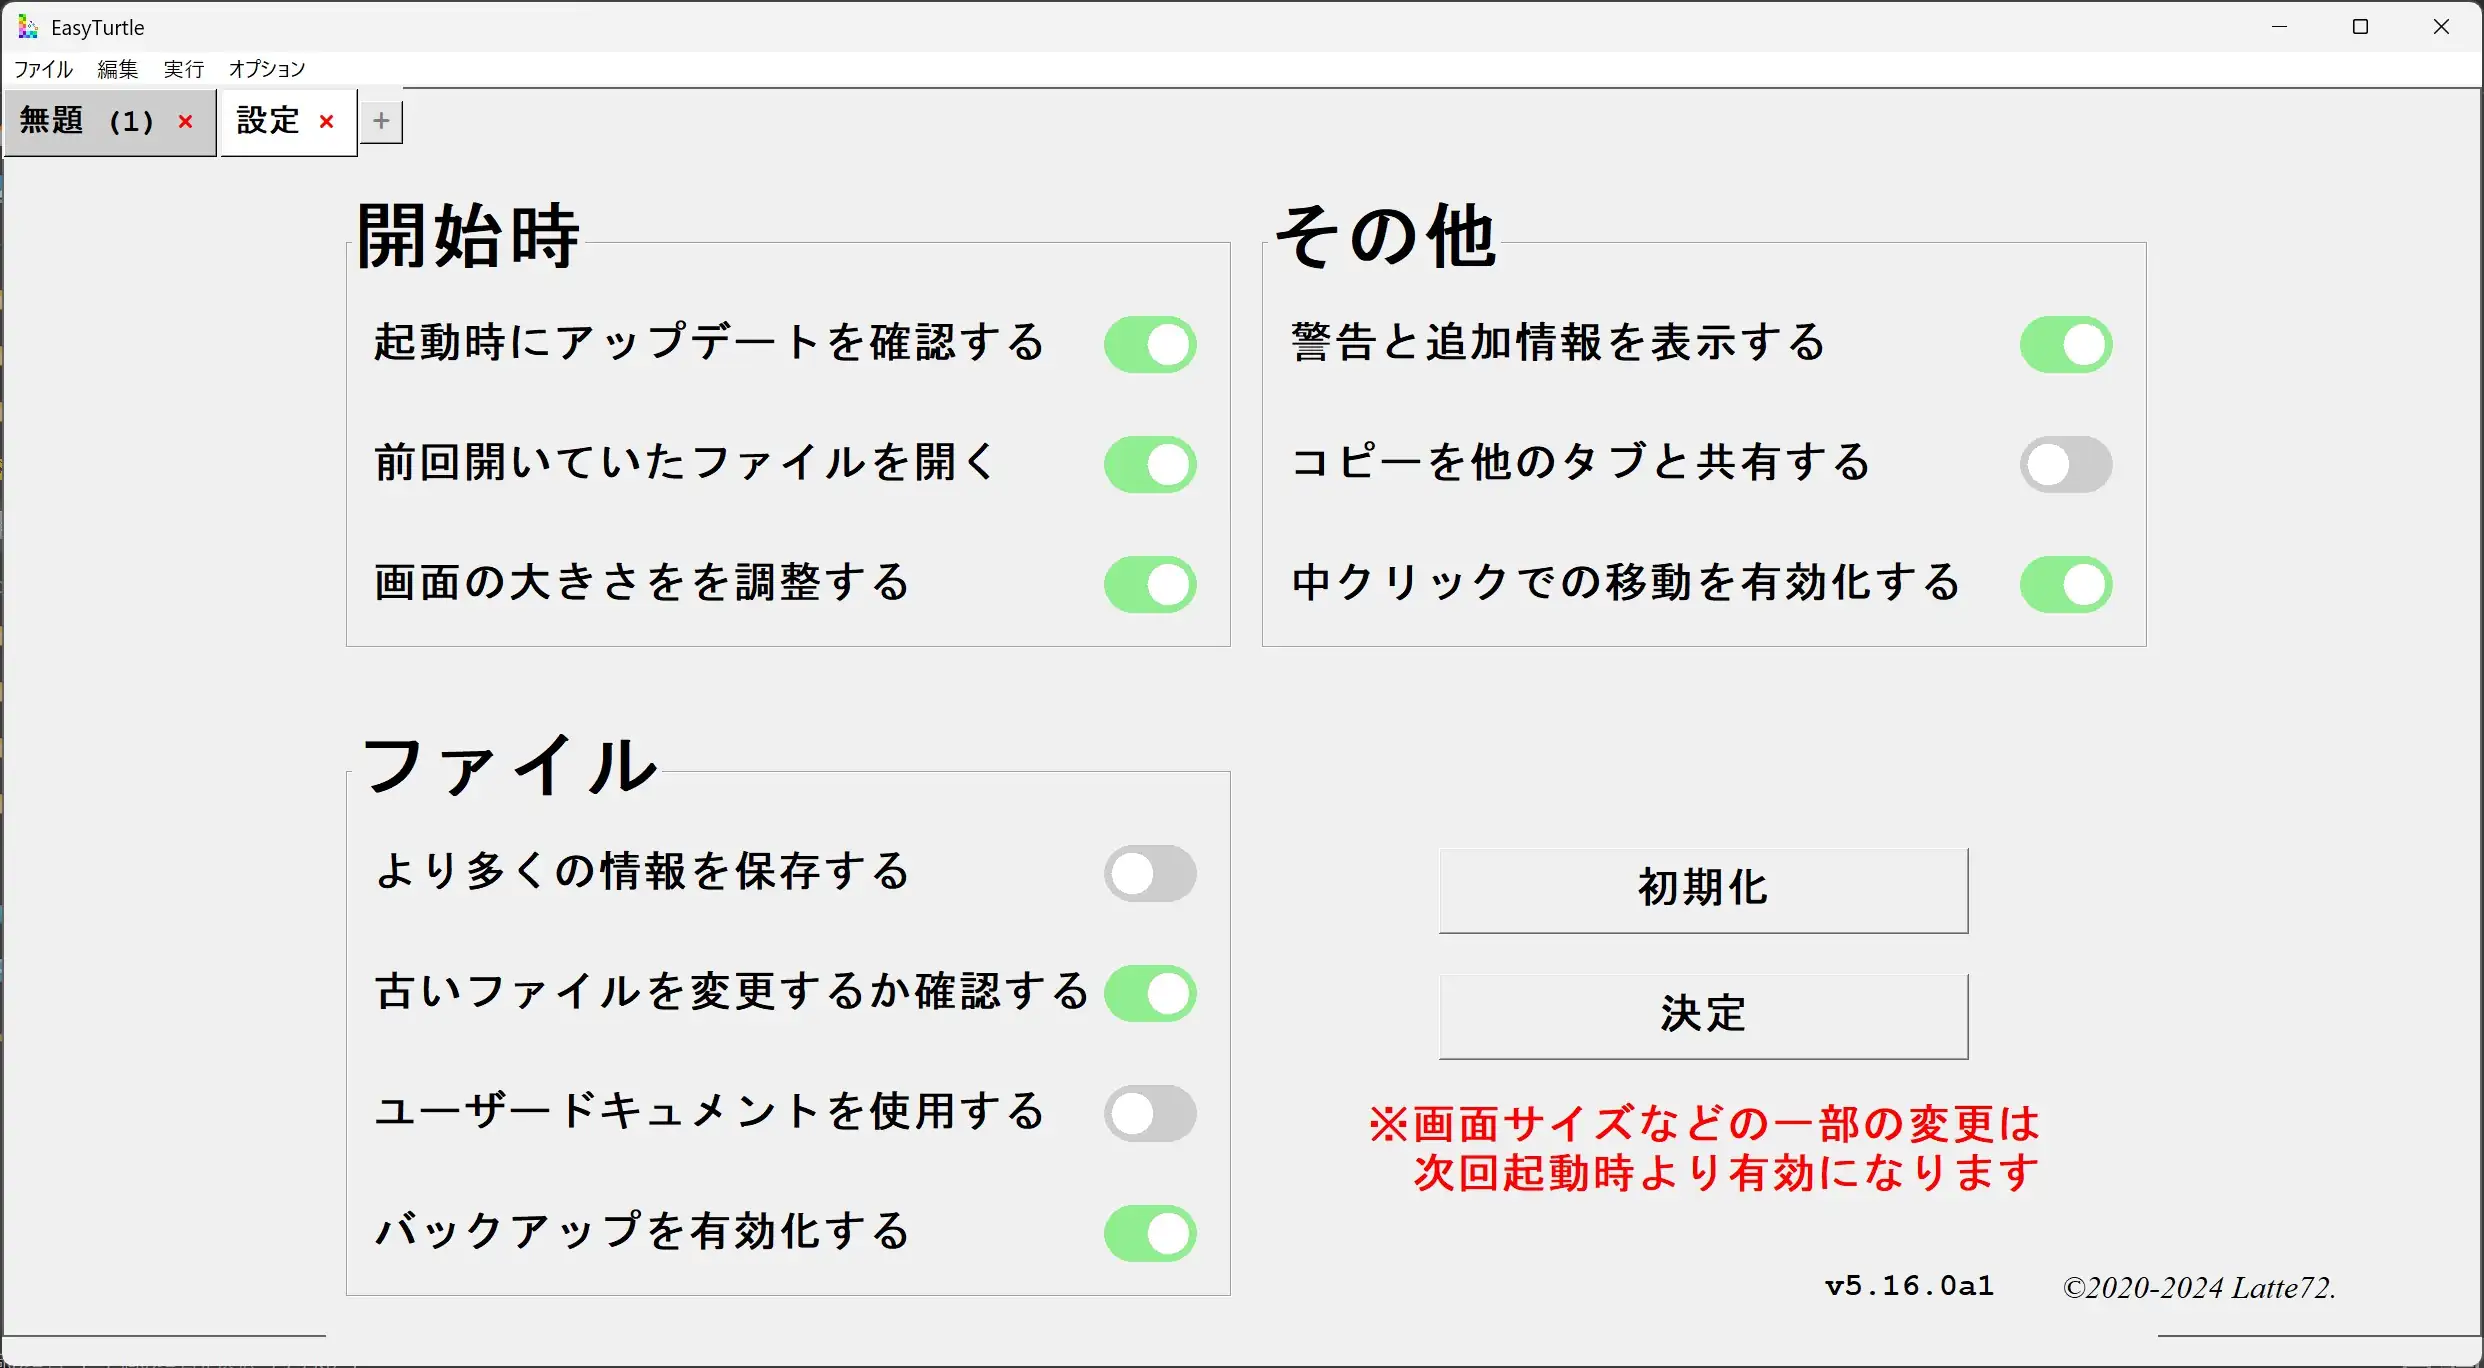 EasyTurtle
ファイル 編集 実行 オプション
無題 (1) × 設定 × +
開始時
起動時にアップデートを確認する
前回開いていたファイルを開く
画面の大きさをを調整する
その他
警告と追加情報を表示する
コピーを他のタブと共有する
中クリックでの移動を有効化する
ファイル
より多くの情報を保存する
古いファイルを変更するか確認する
ユーザードキュメントを使用する
バックアップを有効化する
初期化
決定
※画面サイズなどの一部の変更は
次回起動時より有効になります
v5.16.0a1 ©2020-2024 Latte72.